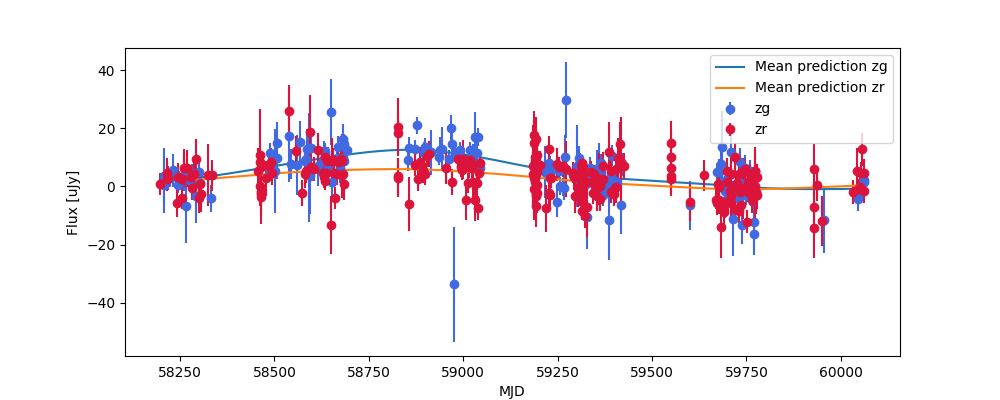 40
20
0
−20
−40
Flux [uJy]
58250
58500
58750
59000
59250
59500
59750
60000
MJD
Mean prediction zg
Mean prediction zr
zg
zr